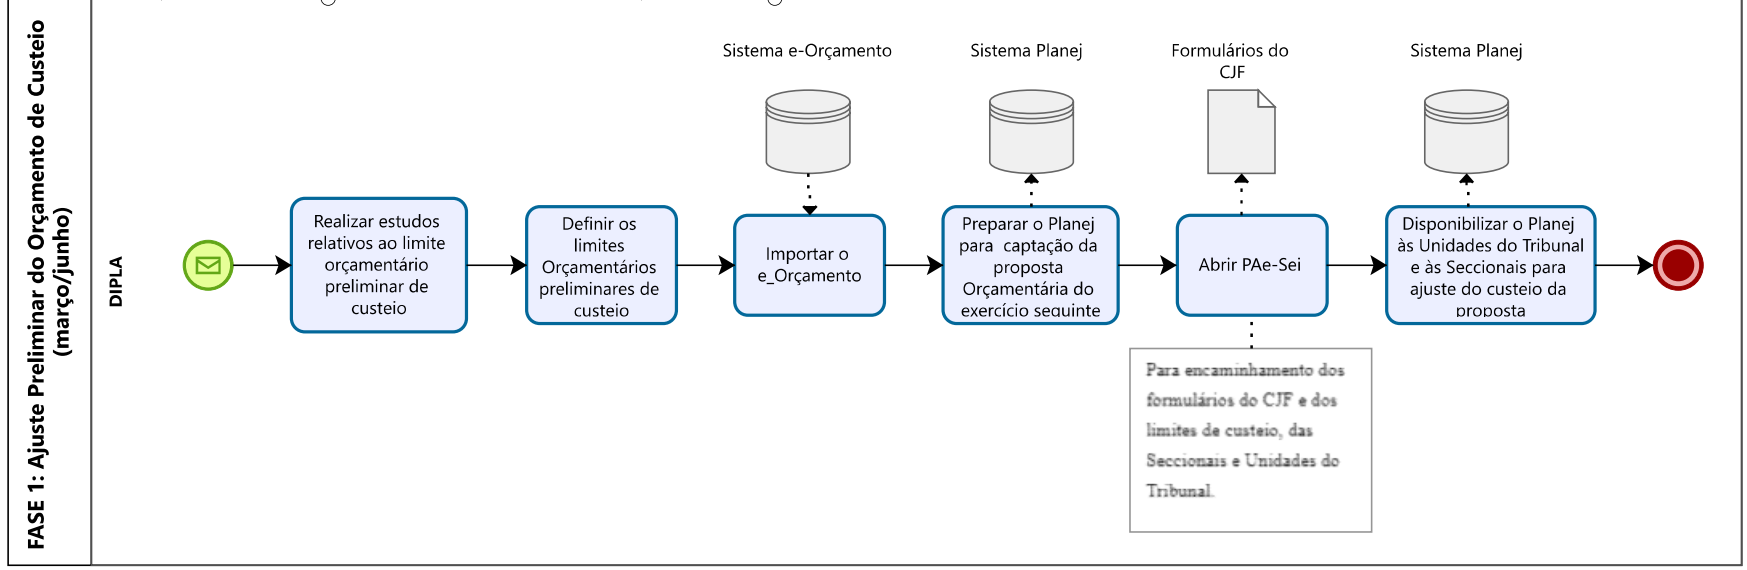 FASE 1: Ajuste Preliminar do Orçamento de Custeio
(março/junho)
DIPLA
Sistema e-Orçamento
Sistema Planej
Formulários do
CJF
Sistema Planej
Realizar estudos
relativos ao limite
orçamentário
preliminar de
custeio
Definir os
limites
Orçamentários
preliminares de
custeio
Importar o
e_Orçamento
Preparar o Planej
para captação da
proposta
Orçamentária do
exercício seguinte
Abrir PAe-Sei
Disponibilizar o Planej
às Unidades do Tribunal
e às Seccionais para
ajuste do custeio da
proposta
Para encaminhamento dos
formulários do CJF e dos
limites de custeio, das
Seccionais e Unidades do
Tribunal.